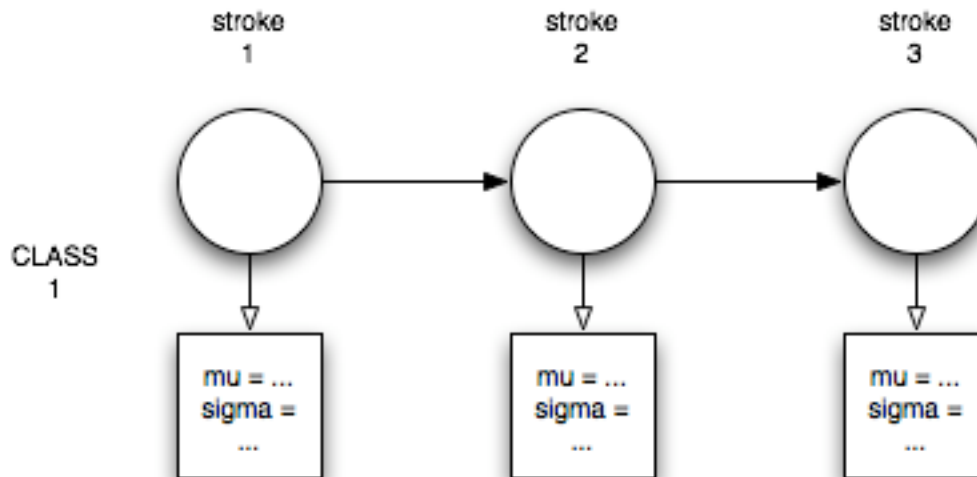 stroke
1
stroke
2
stroke
3
CLASS
1
mu = ...
sigma =
...
mu = ...
sigma =
...
mu = ...
sigma =
...